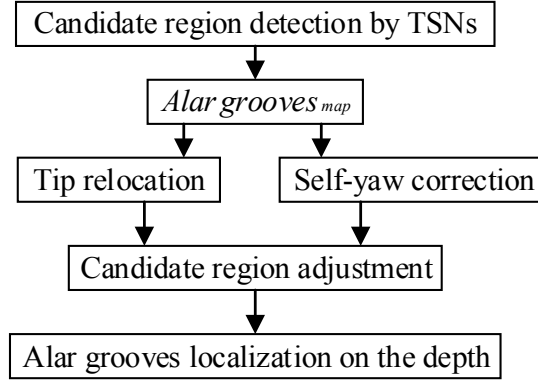 Candidate region detection by TSNs
Alar grooves map
Tip relocation
Self-yaw correction
Candidate region adjustment
Alar grooves localization on the depth